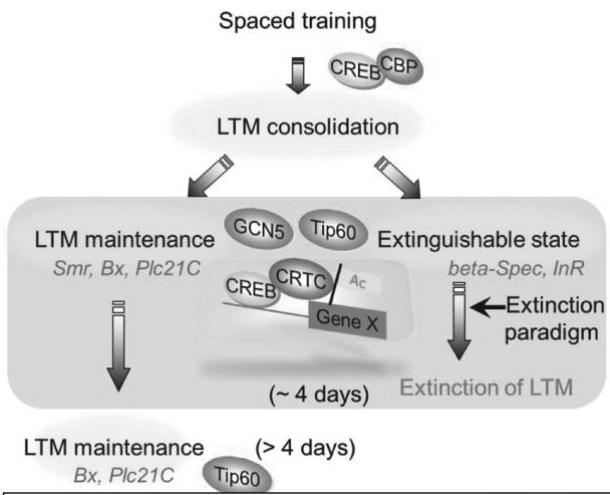 Spaced training
CREB CBP
LTM consolidation
GCN5 Tip60
LTM maintenance Extinguishable state
Smr, Bx, Plc21C beta-Spec, InR
CREB CRTC Ac
Gene X
Extinction
paradigm
(~ 4 days) Extinction of LTM
LTM maintenance (> 4 days)
Bx, Plc21C Tip60